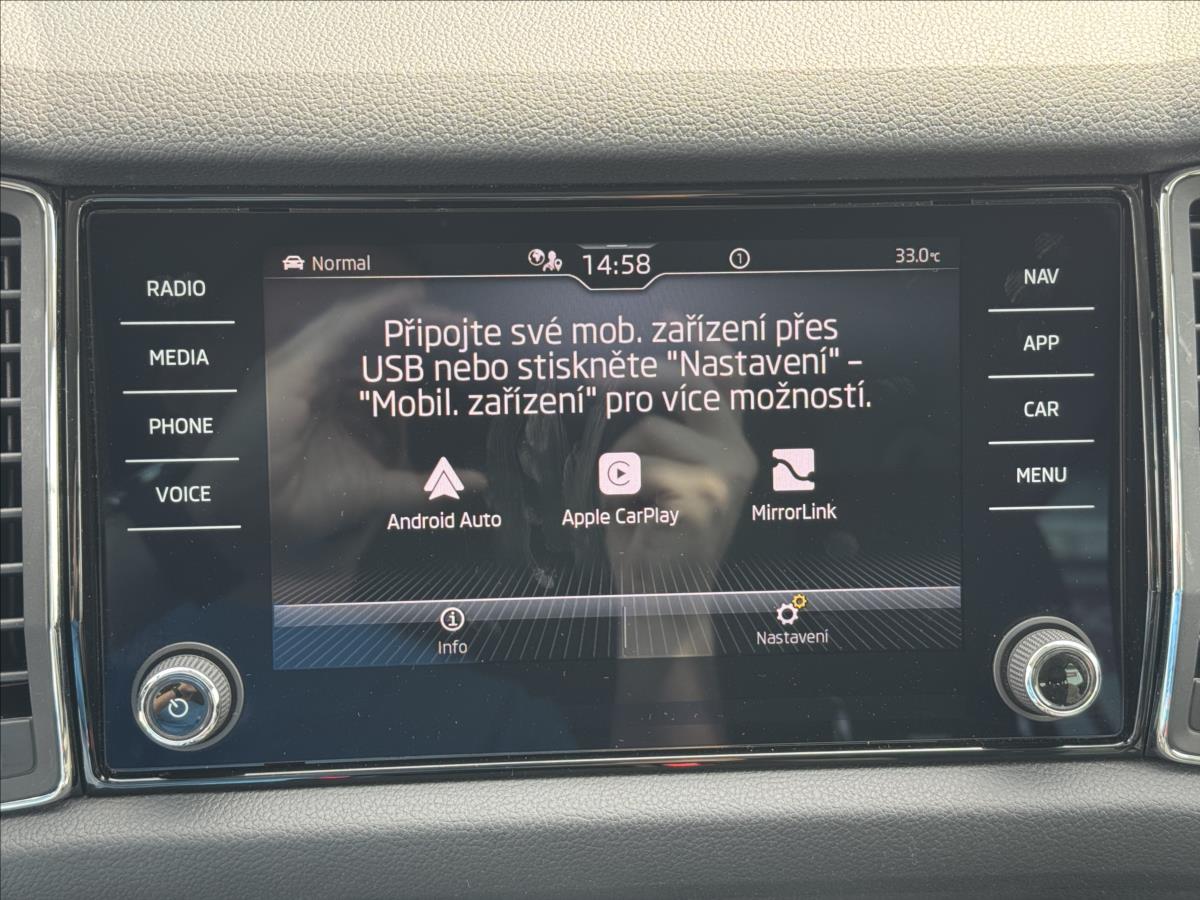 Normal
14:58
1
33.0°C
RADIO
MEDIA
PHONE
VOICE
Připojte své mob. zařízení přes
USB nebo stiskněte "Nastavení" –
"Mobil. zařízení" pro více možností.
Android Auto
Apple CarPlay
MirrorLink
Info
Nastavení
NAV
APP
CAR
MENU